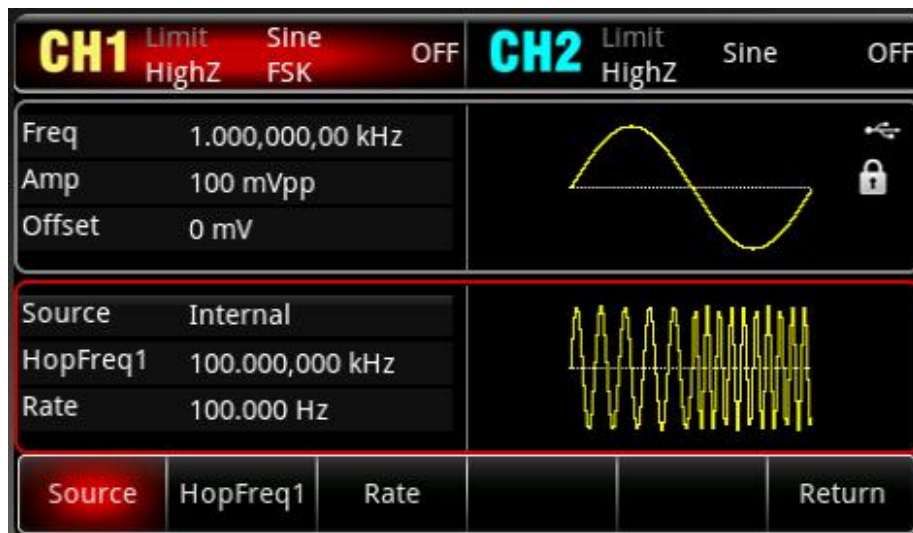 CH1 Limit Sine OFF CH2 Limit Sine OFF
HighZ FSK HighZ
Freq 1.000,000,00 kHz
Amp 100 mVpp
Offset 0 mV
Source Internal
HopFreq1 100.000,000 kHz
Rate 100.000 Hz
Source HopFreq1 Rate Return